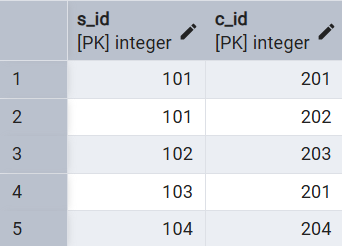 s_id c_id
[PK] integer [PK] integer
1 101 201
2 101 202
3 102 203
4 103 201
5 104 204